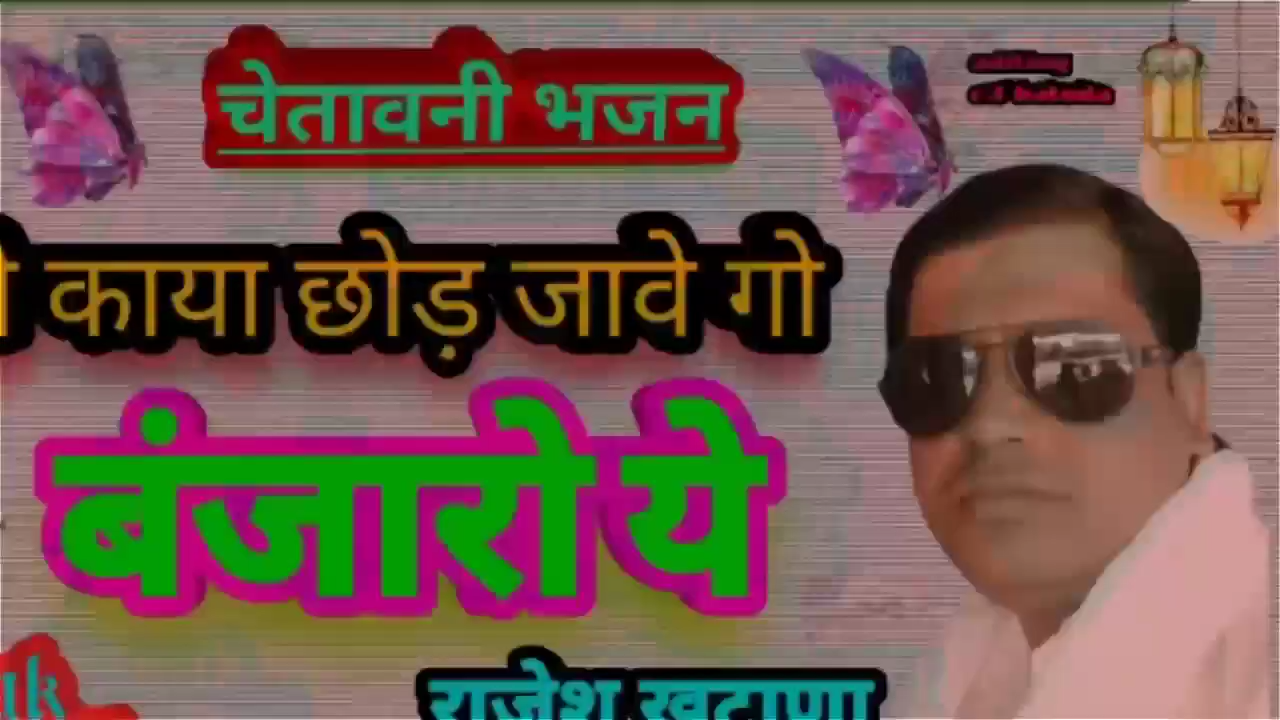 चेतावनी भजन
काया छोड़ जावे गो
बंजारो ये
राजेश खटाणा